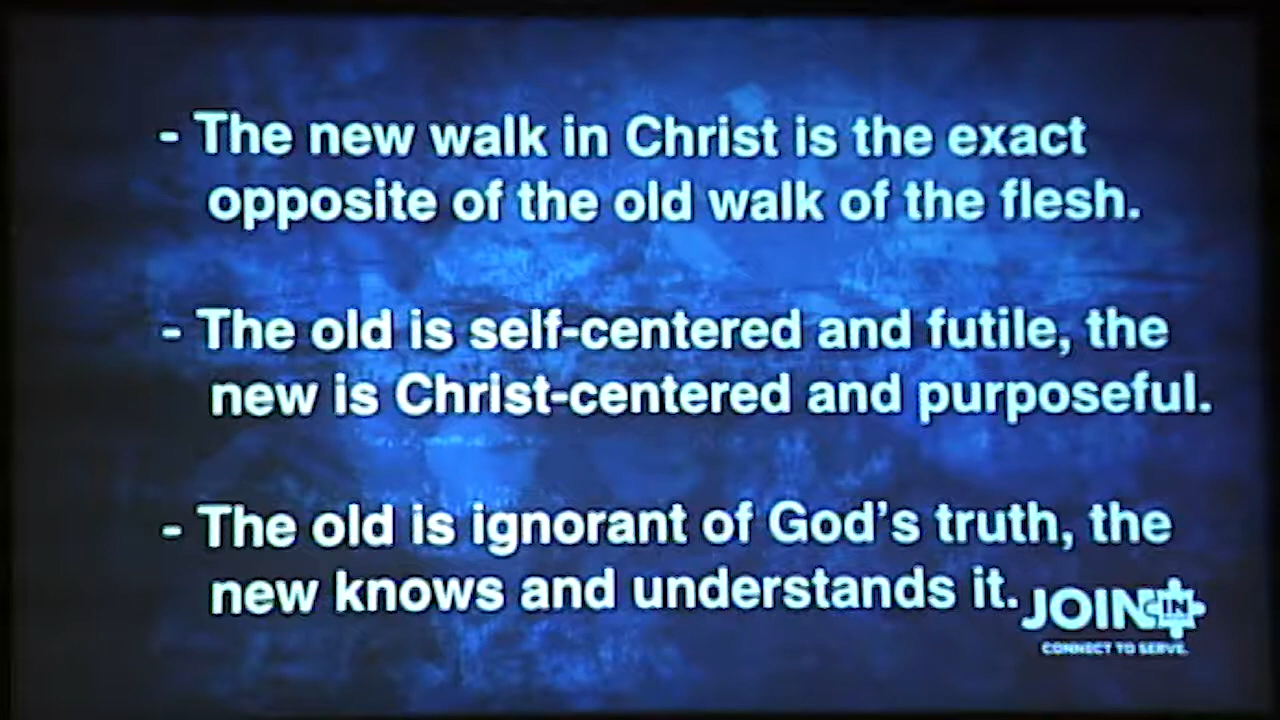 - The new walk in Christ is the exact
opposite of the old walk of the flesh.
- The old is self-centered and futile, the
new is Christ-centered and purposeful.
- The old is ignorant of God’s truth, the
new knows and understands it.
JOIN IN
CONNECT TO SERVE.